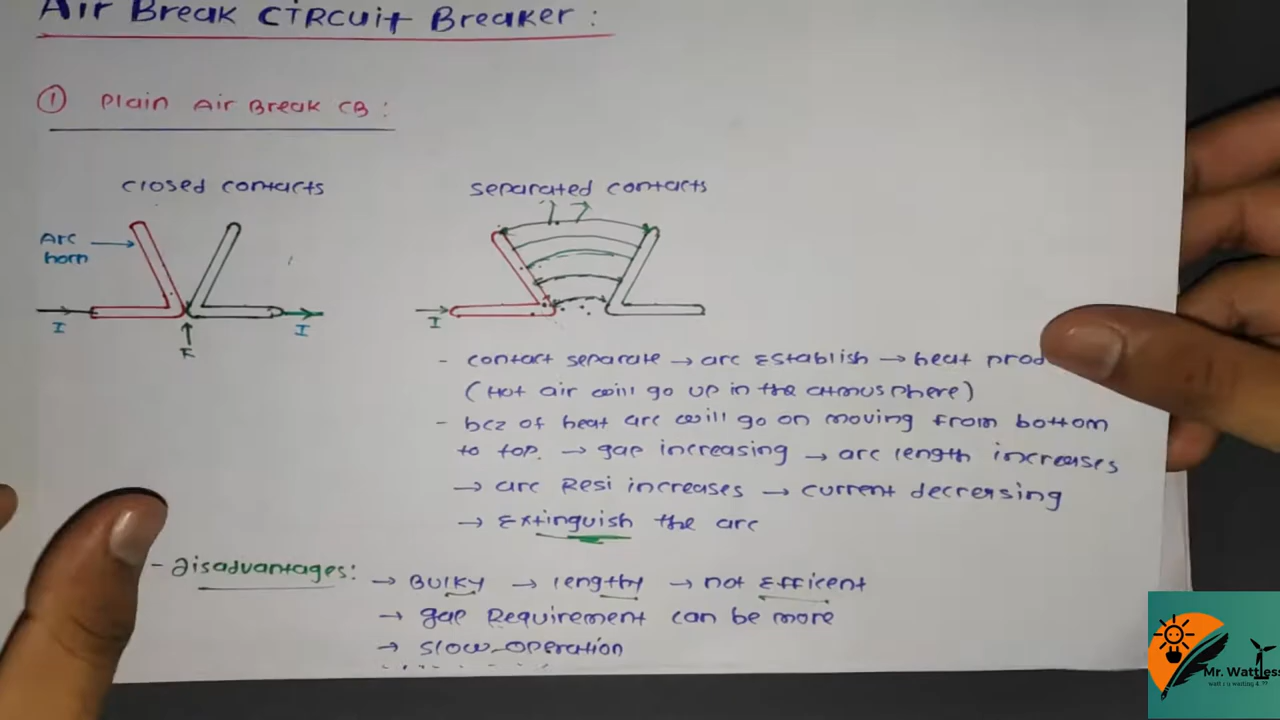 Air Break Circuit Breaker :
① Plain Air Break CB :
closed contacts
separated contacts
Arc
horn
I
I
I
- contact separate → arc Establish → heat prod
(Hot air will go up in the atmosphere)
- bcz of heat arc will go on moving from bottom
to top. → gap increasing → arc length increases
→ arc Resi increases → current decreasing
→ Extinguish the arc
- Disadvantages: → Bulky → lengthy → not Efficent
→ gap Requirement can be more
→ slow-operation
Mr. Wattless